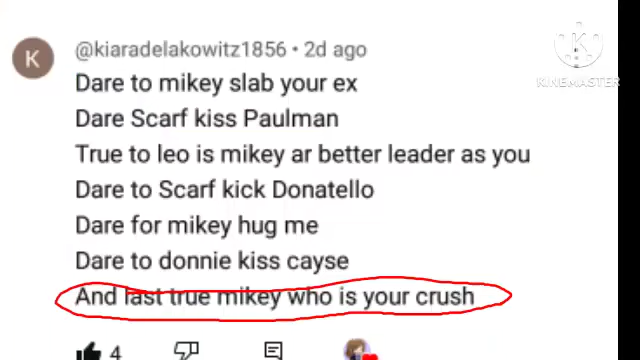 K
@kiaradelakowitz1856 • 2d ago
Dare to mikey slab your ex
Dare Scarf kiss Paulman
True to leo is mikey ar better leader as you
Dare to Scarf kick Donatello
Dare for mikey hug me
Dare to donnie kiss cayse
And last true mikey who is your crush
4
K
KINEMASTER